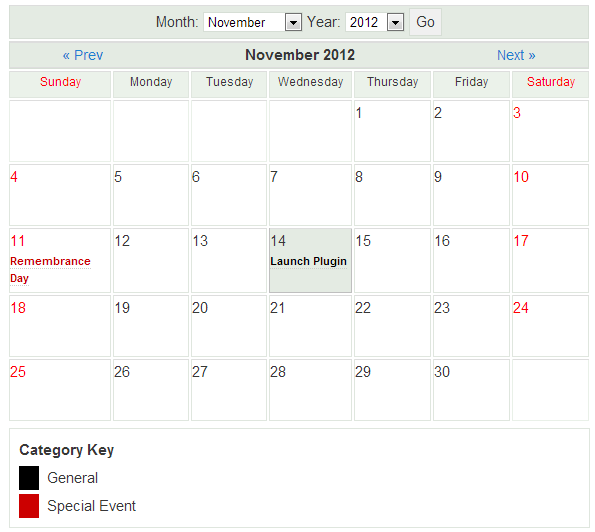 Month: November Year: 2012 Go
« Prev November 2012 Next »
Sunday Monday Tuesday Wednesday Thursday Friday Saturday
1 2 3
4 5 6 7 8 9 10
11 12 13 14 15 16 17
Remembrance Launch Plugin
Day
18 19 20 21 22 23 24
25 26 27 28 29 30
Category Key
General
Special Event